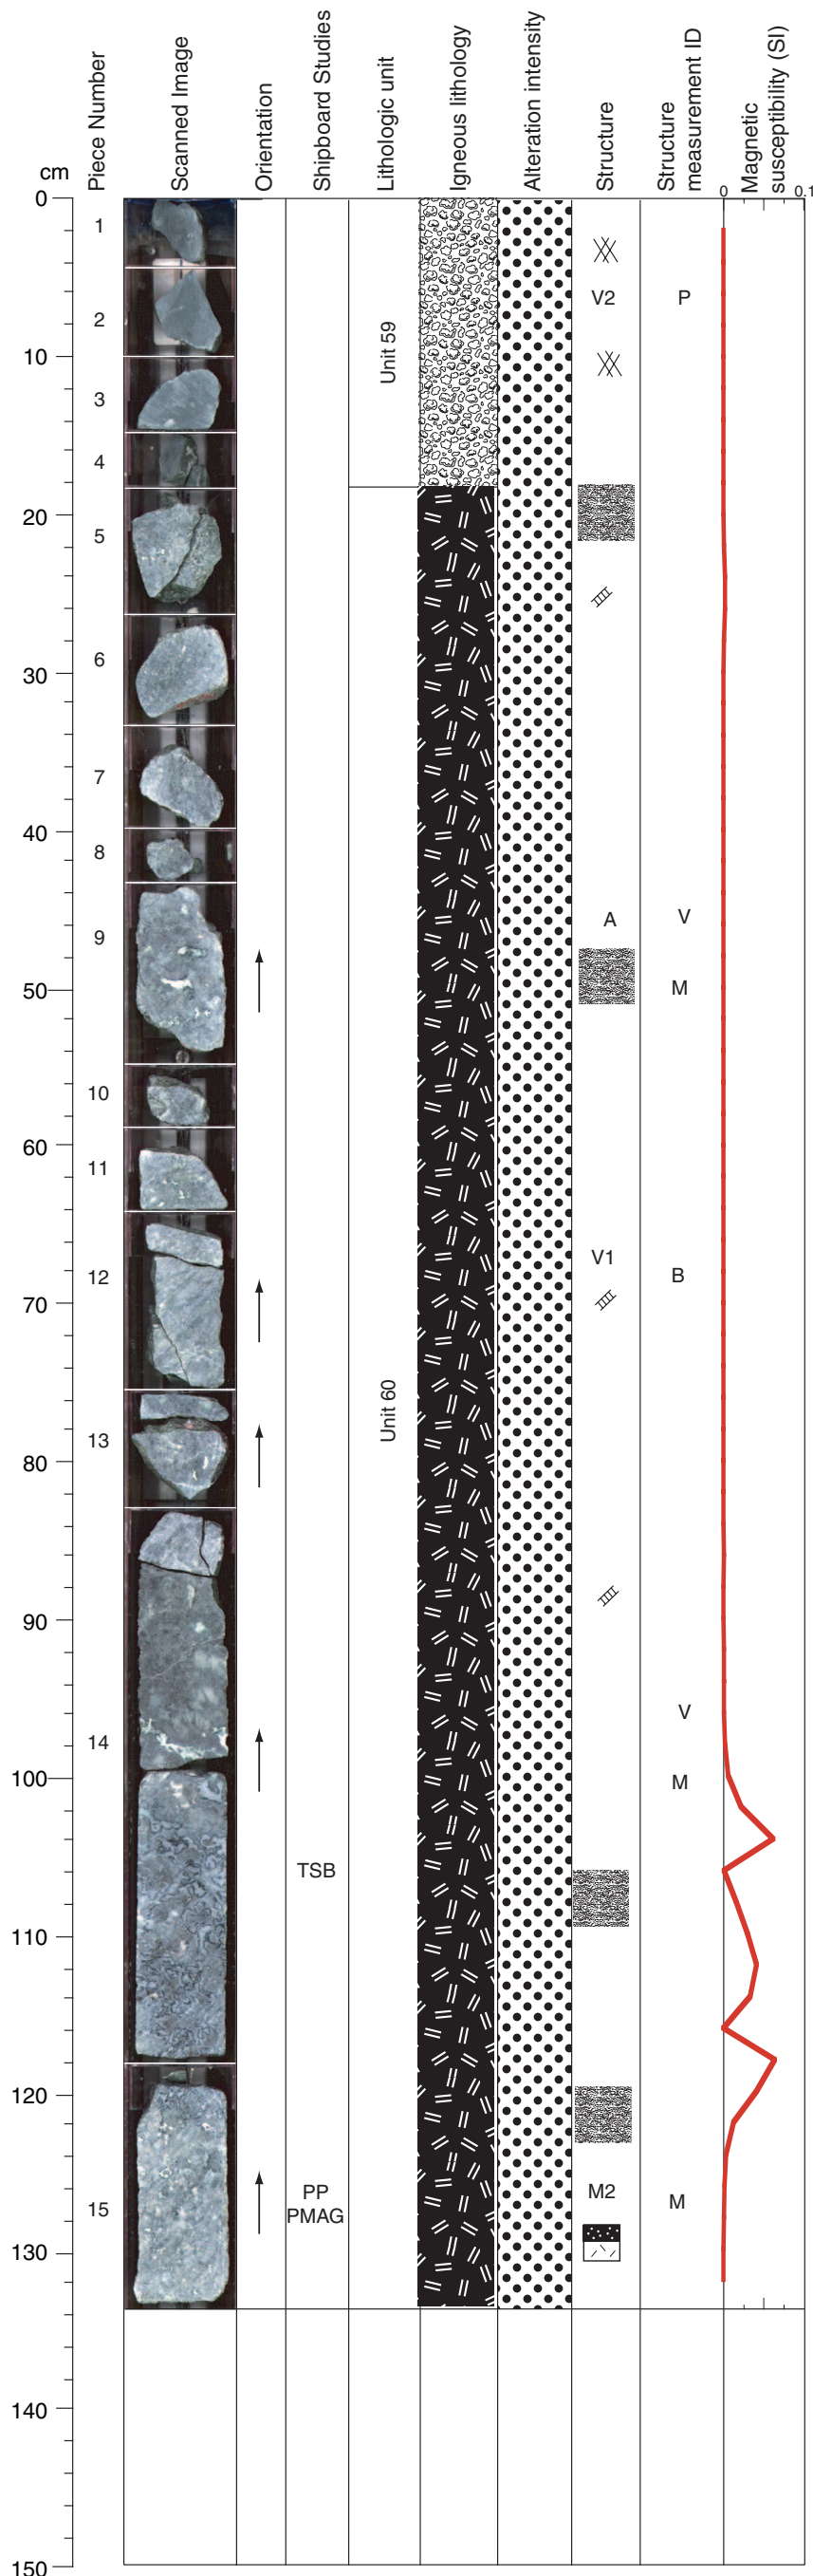 cm
Piece Number
Scanned Image
Orientation
Shipboard Studies
Lithologic unit
Igneous lithology
Alteration intensity
Structure
Structure
measurement ID
Magnetic
susceptibility (SI)
0 0.1
0
1
V2 P
2
Unit 59
10
3
4
20
5
6
30
7
40
8
A V
9
50 M
10
60
11
V1
12 B
70
Unit 60
13
80
90
V
14
100 M
TSB
110
120
PP M2
15 PMAG M
130
140
150